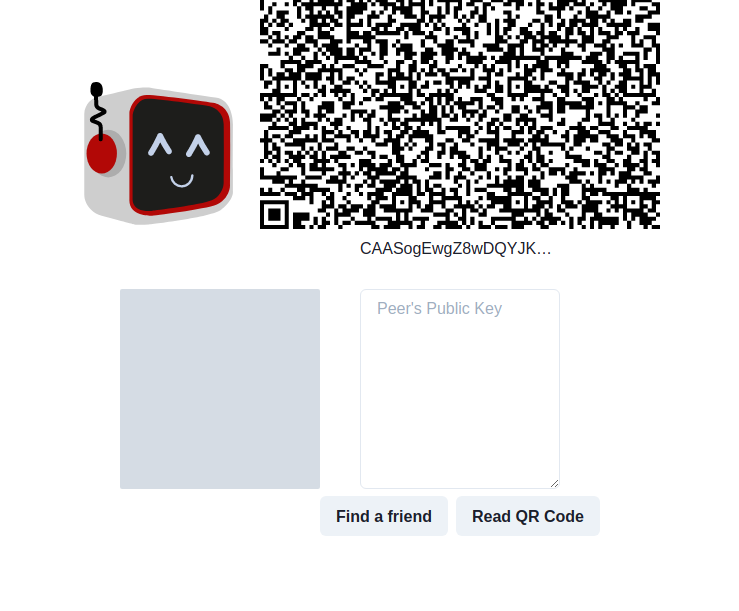 CAASogEwgZ8wDQYJK…
Peer's Public Key
Find a friend
Read QR Code